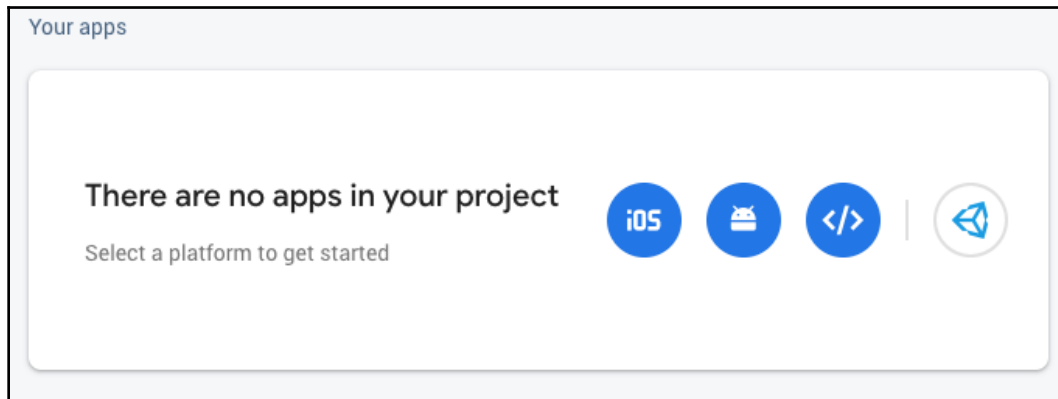 Your apps
There are no apps in your project
iOS
</>
Select a platform to get started